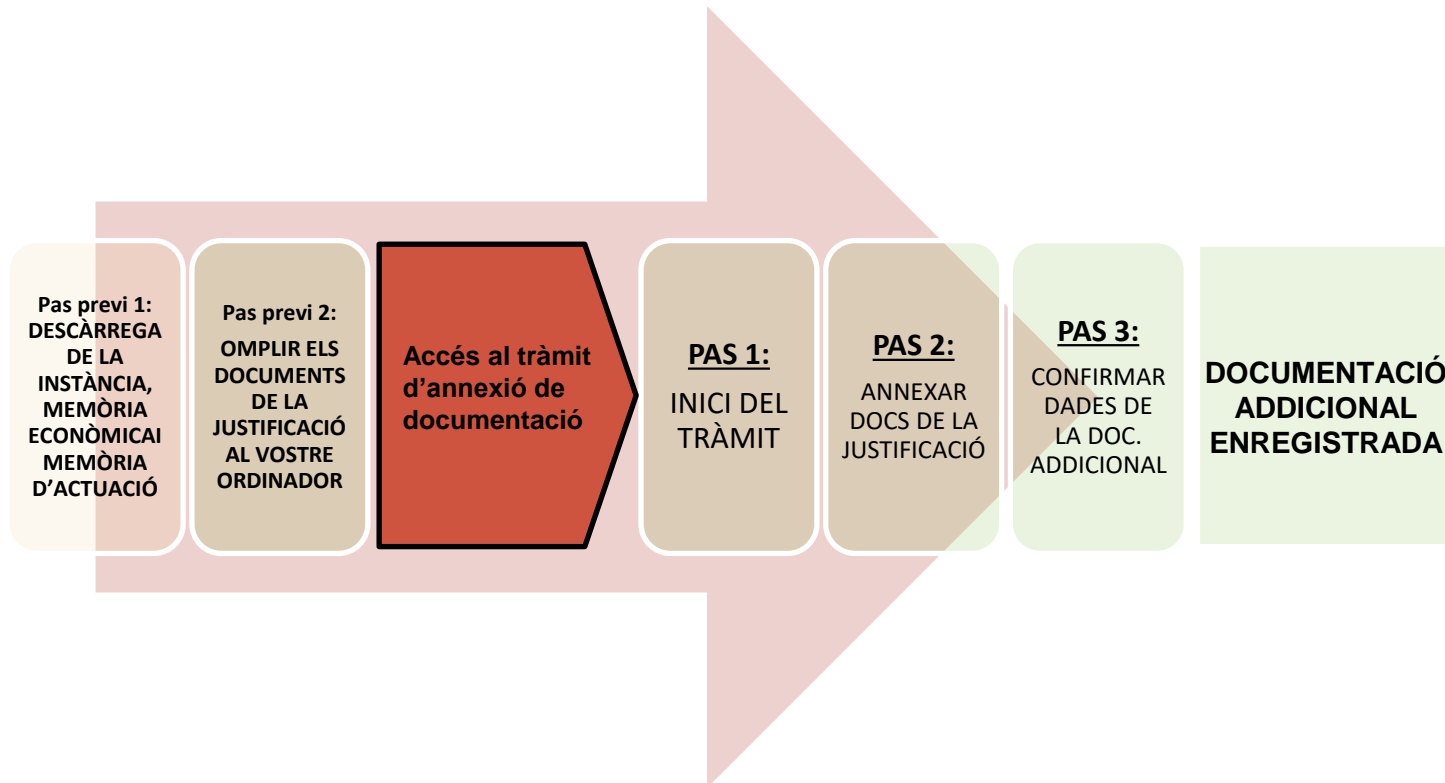 Pas previ 1:
DESCÀRREGA
DE LA
INSTÀNCIA,
MEMÒRIA
ECONÒMICAI
MEMÒRIA
D’ACTUACIÓ
Pas previ 2:
OMPLIR ELS
DOCUMENTS
DE LA
JUSTIFICACIÓ
AL VOSTRE
ORDINADOR
Accés al tràmit
d’annexió de
documentació
PAS 1:
INICI DEL
TRÀMIT
PAS 2:
ANNEXAR
DOCS DE LA
JUSTIFICACIÓ
PAS 3:
CONFIRMAR
DADES DE
LA DOC.
ADDICIONAL
DOCUMENTACIÓ
ADDICIONAL
ENREGISTRADA